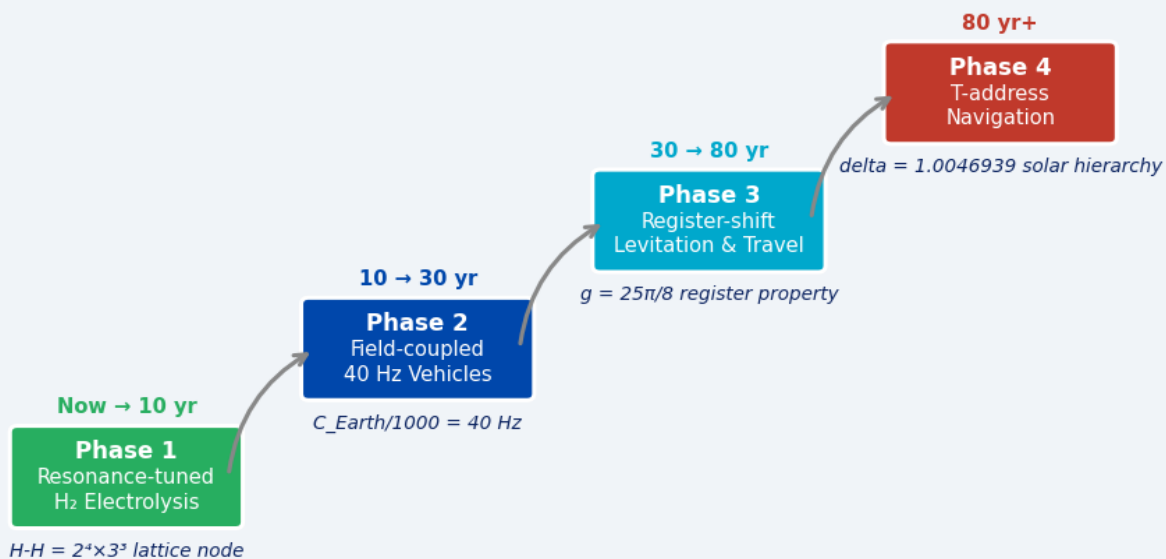 80 yr+
Phase 4
T-address
Navigation
delta = 1.0046939 solar hierarchy
30 → 80 yr
Phase 3
Register-shift
Levitation & Travel
g = 25π/8 register property
10 → 30 yr
Phase 2
Field-coupled
40 Hz Vehicles
C_Earth/1000 = 40 Hz
Now → 10 yr
Phase 1
Resonance-tuned
H₂ Electrolysis
H-H = 2⁴×3³ lattice node